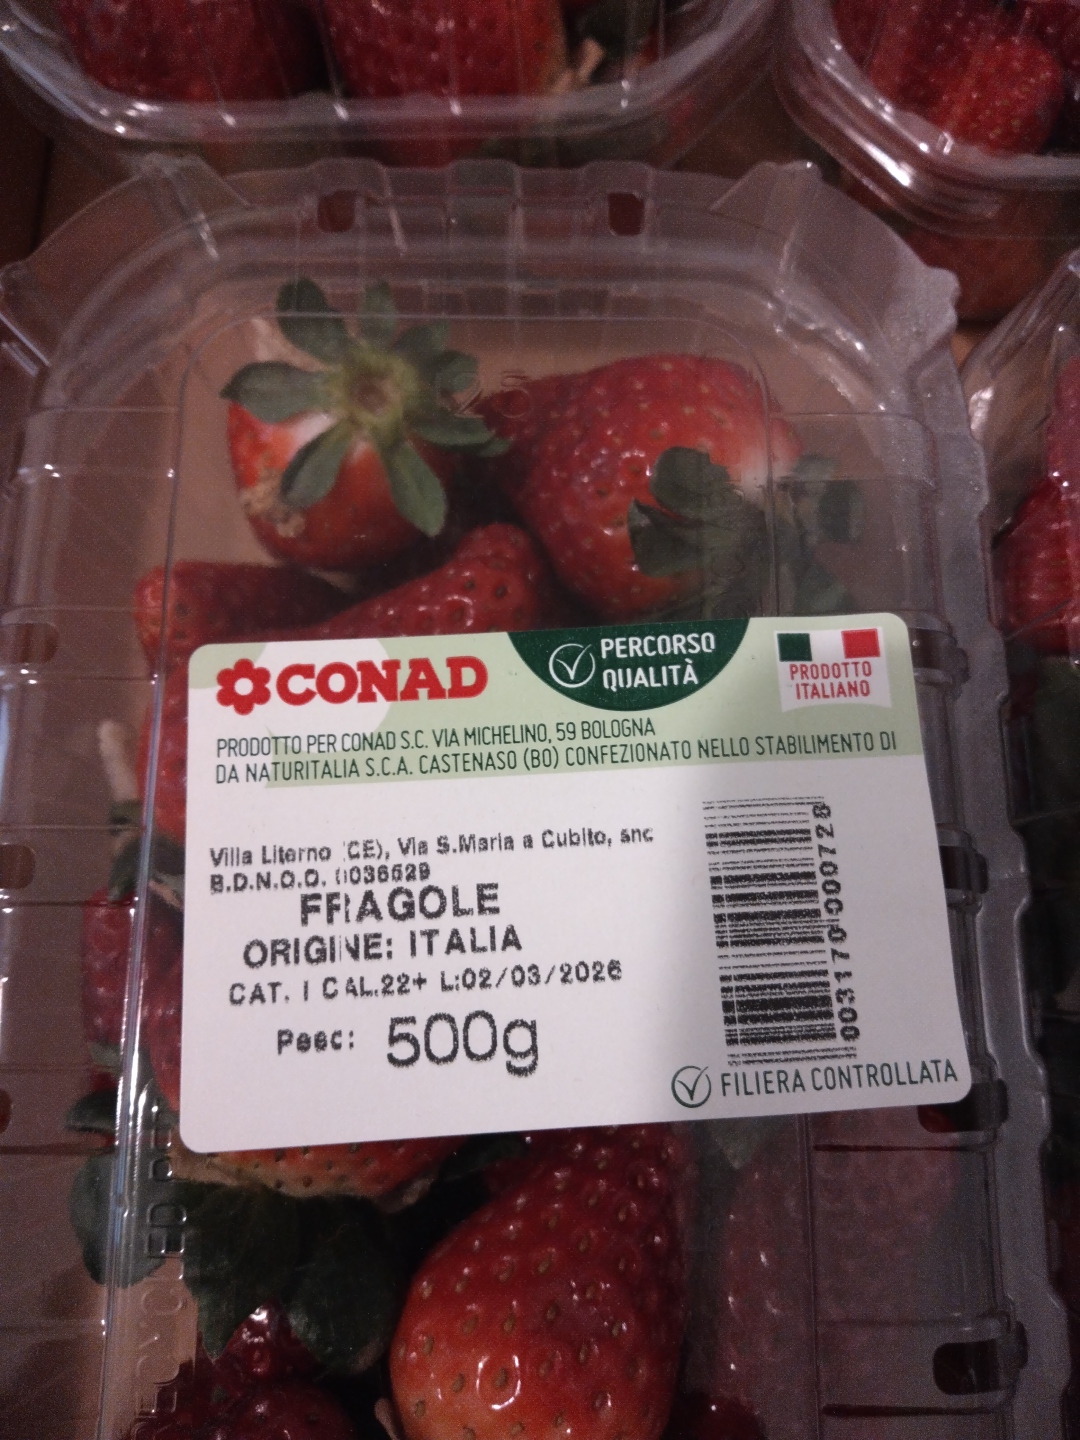 CONAD
PERCORSO
QUALITÀ
PRODOTTO
ITALIANO
PRODOTTO PER CONAD S.C. VIA MICHELINO, 59 BOLOGNA
DA NATURITALIA S.C.A. CASTENASO (BO) CONFEZIONATO NELLO STABILIMENTO DI
Villa Literno (CE), Via S.Maria a Cubito, snc
B.D.N.O.O. 0036529
FRAGOLE
ORIGINE: ITALIA
CAT. I CAL.22+ L:02/03/2026
Peso: 500g
0031700000728
FILIERA CONTROLLATA